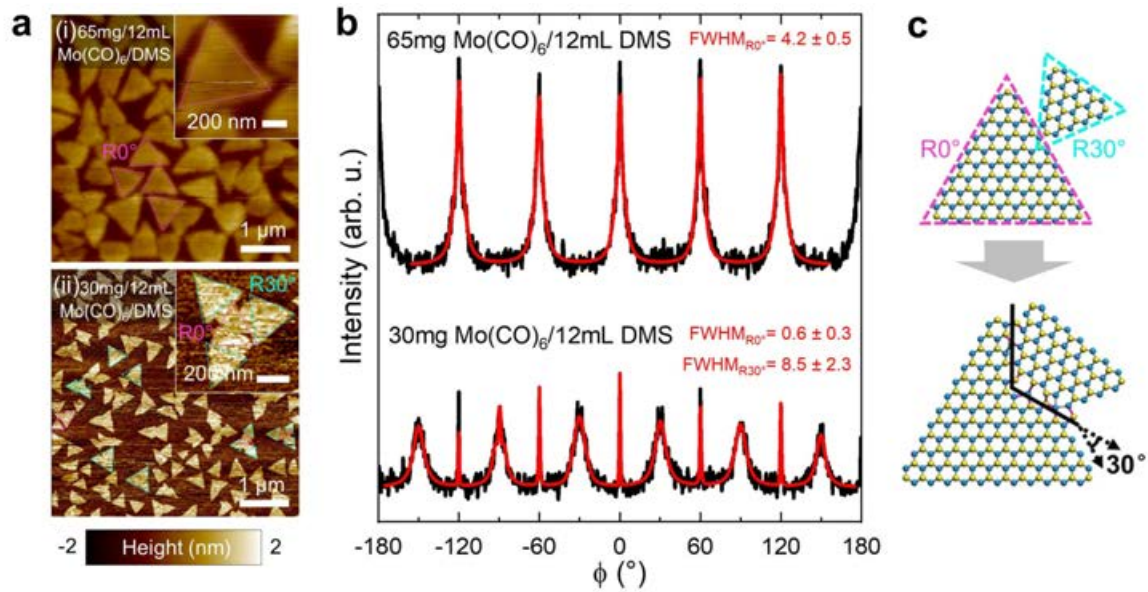 a
(i)65mg/12mL
Mo(CO)₆/DMS
200 nm
R0°
1 µm
(ii)30mg/12mL
Mo(CO)₆/DMS
R30°
R0°
200 nm
1 µm
-2 Height (nm) 2
b
65mg Mo(CO)₆/12mL DMS
FWHM_R0°= 4.2 ± 0.5
30mg Mo(CO)₆/12mL DMS
FWHM_R0°= 0.6 ± 0.3
FWHM_R30°= 8.5 ± 2.3
Intensity (arb. u.)
-180 -120 -60 0 60 120 180
ϕ (°)
c
R0°
R30°
30°